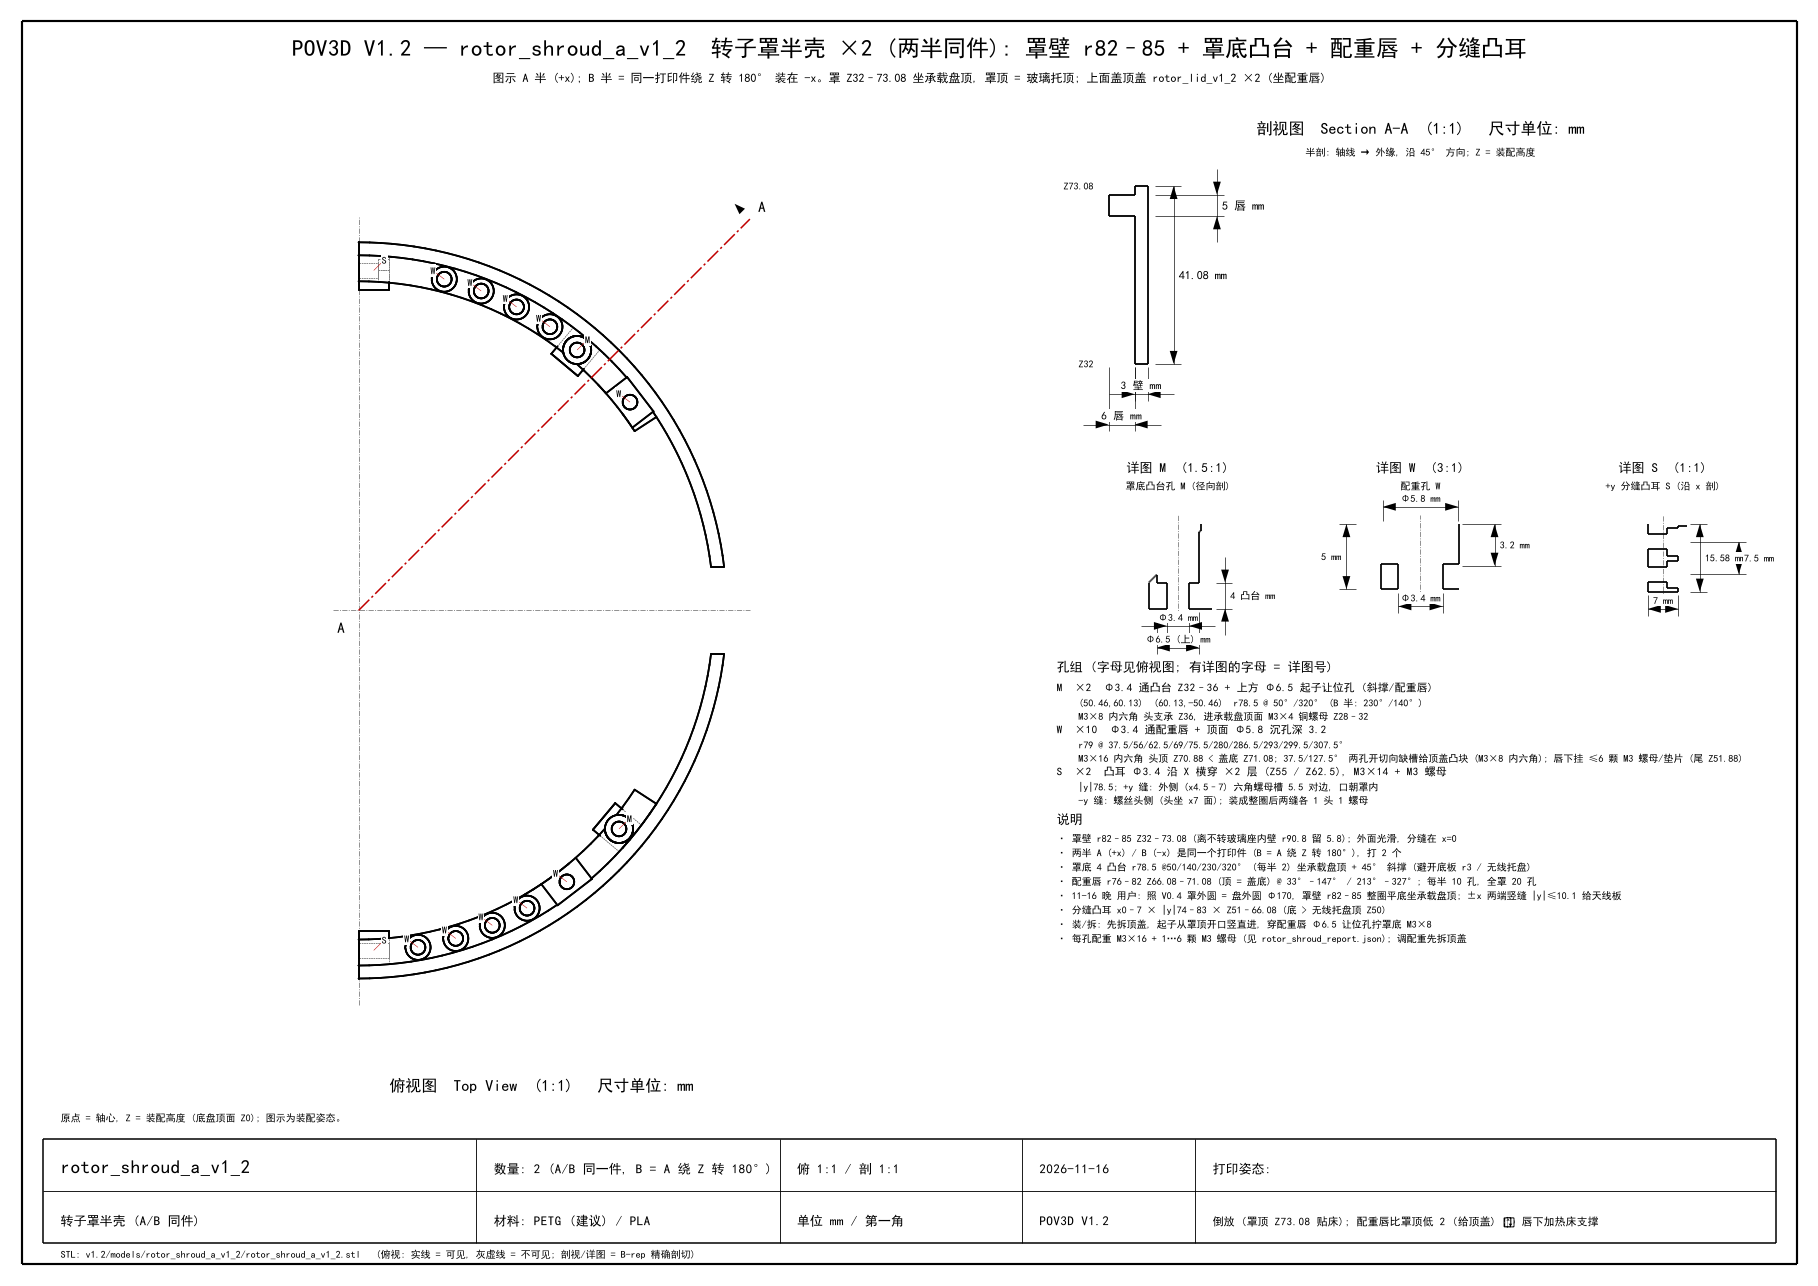 POV3D V1.2 — rotor_shroud_a_v1_2 转子罩半壳 ×2 (两半同件): 罩壁 r82-85 + 罩底凸台 + 配重唇 + 分缝凸耳
图示 A 半 (+x); B 半 = 同一打印件绕 Z 转 180° 装在 -x。罩 Z32-73.08 坐承载盘顶, 罩顶 = 玻璃托顶; 上面盖顶盖 rotor_lid_v1_2 ×2 (坐配重唇)
剖视图 Section A-A (1:1) 尺寸单位: mm
半剖: 轴线 → 外缘, 沿 45° 方向; Z = 装配高度
Z73.08
5 唇 mm
41.08 mm
Z32
3 壁 mm
6 唇 mm
A
S
W
W
W
W
M
W
A
M
W
W
W
W
W
S
详图 M (1.5:1)
罩底凸台孔 M (径向剖)
4 凸台 mm
Φ3.4 mm
Φ6.5 (上) mm
详图 W (3:1)
配重孔 W
Φ5.8 mm
5 mm
3.2 mm
Φ3.4 mm
详图 S (1:1)
+y 分缝凸耳 S (沿 x 剖)
15.58 mm
7.5 mm
7 mm
孔组 (字母见俯视图; 有详图的字母 = 详图号)
M ×2 Φ3.4 通凸台 Z32-36 + 上方 Φ6.5 起子让位孔 (斜撑/配重唇)
(50.46,60.13) (60.13,-50.46) r78.5 @ 50°/320° (B 半: 230°/140°)
M3×8 内六角 头支承 Z36, 进承载盘顶面 M3×4 铜螺母 Z28-32
W ×10 Φ3.4 通配重唇 + 顶面 Φ5.8 沉孔深 3.2
r79 @ 37.5/56/62.5/69/75.5/280/286.5/293/299.5/307.5°
M3×16 内六角 头顶 Z70.88 < 盖底 Z71.08; 37.5/127.5° 两孔开切向缺槽给顶盖凸块 (M3×8 内六角); 唇下挂 ≤6 颗 M3 螺母/垫片 (尾 Z51.88)
S ×2 凸耳 Φ3.4 沿 X 横穿 ×2 层 (Z55 / Z62.5), M3×14 + M3 螺母
|y|78.5; +y 缝: 外侧 (x4.5-7) 六角螺母槽 5.5 对边, 口朝罩内
-y 缝: 螺丝头侧 (头坐 x7 面); 装成整圈后两缝各 1 头 1 螺母
说明
· 罩壁 r82-85 Z32-73.08 (离不转玻璃座内壁 r90.8 留 5.8); 外面光滑, 分缝在 x=0
· 两半 A (+x) / B (-x) 是同一个打印件 (B = A 绕 Z 转 180°), 打 2 个
· 罩底 4 凸台 r78.5 @50/140/230/320° (每半 2) 坐承载盘顶 + 45° 斜撑 (避开底板 r3 / 无线托盘)
· 配重唇 r76-82 Z66.08-71.08 (顶 = 盖底) @ 33°-147° / 213°-327°; 每半 10 孔, 全罩 20 孔
· 11-16 晚 用户: 照 V0.4 罩外圆 = 盘外圆 Φ170, 罩壁 r82-85 整圈平底坐承载盘顶; ±x 两端竖缝 |y|≤10.1 给天线板
· 分缝凸耳 x0-7 × |y|74-83 × Z51-66.08 (底 > 无线托盘顶 Z50)
· 装/拆: 先拆顶盖, 起子从罩顶开口竖直进, 穿配重唇 Φ6.5 让位孔拧罩底 M3×8
· 每孔配重 M3×16 + 1…6 颗 M3 螺母 (见 rotor_shroud_report.json); 调配重先拆顶盖
俯视图 Top View (1:1) 尺寸单位: mm
原点 = 轴心, Z = 装配高度 (底盘顶面 Z0); 图示为装配姿态。
rotor_shroud_a_v1_2
数量: 2 (A/B 同一件, B = A 绕 Z 转 180°)
俯 1:1 / 剖 1:1
2026-11-16
打印姿态:
转子罩半壳 (A/B 同件)
材料: PETG (建议) / PLA
单位 mm / 第一角
POV3D V1.2
倒放 (罩顶 Z73.08 贴床); 配重唇比罩顶低 2 (给顶盖) 唇下加热床支撑
STL: v1.2/models/rotor_shroud_a_v1_2/rotor_shroud_a_v1_2.stl (俯视: 实线 = 可见, 灰虚线 = 不可见; 剖视/详图 = B-rep 精确剖切)